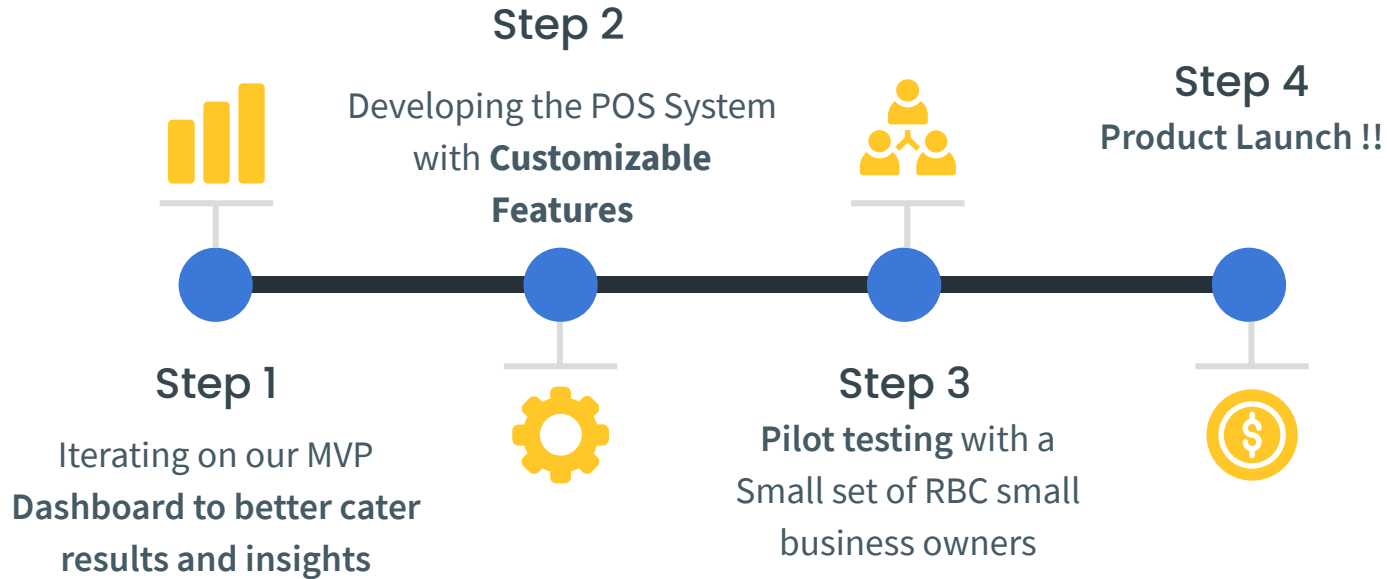 Step 1
Iterating on our MVP
Dashboard to better cater
results and insights
Step 2
Developing the POS System
with Customizable
Features
Step 3
Pilot testing with a
Small set of RBC small
business owners
Step 4
Product Launch !!
$